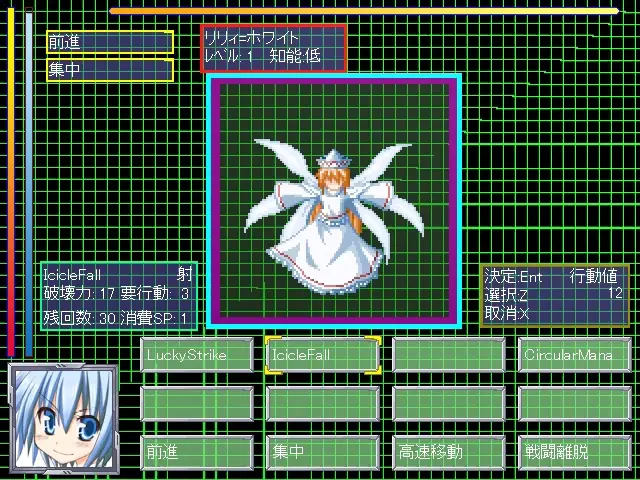 前進
集中
リリィ=ホワイト
レベル: 1 知能:低
IcicleFall 射
破壊力: 17 要行動: 3
残回数: 30 消費SP: 1
決定:Ent 行動値
選択:Z 12
取消:X
LuckyStrike IcicleFall CircularMana
前進 集中 高速移動 戦闘離脱